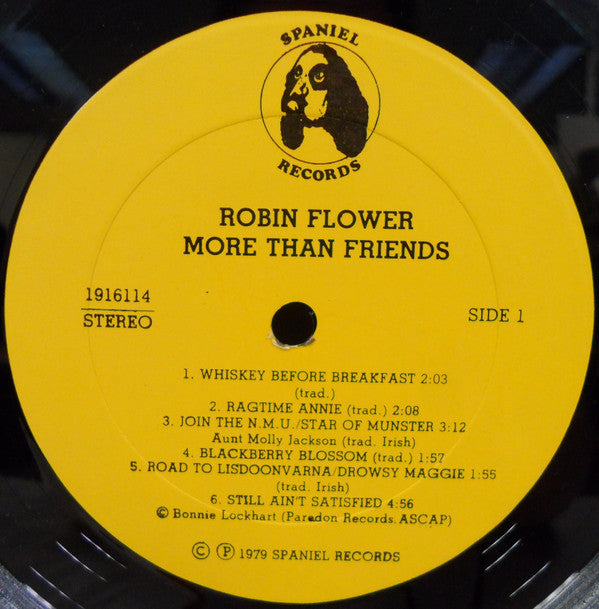 SPANIEL
RECORDS
ROBIN FLOWER
MORE THAN FRIENDS
1916114
STEREO
SIDE 1
1. WHISKEY BEFORE BREAKFAST 2:03
(trad.)
2. RAGTIME ANNIE (trad.) 2:08
3. JOIN THE N.M.U./STAR OF MUNSTER 3:12
Aunt Molly Jackson (trad. Irish)
4. BLACKBERRY BLOSSOM (trad.) 1:57
5. ROAD TO LISDOONVARNA/DROWSY MAGGIE 1:55
(trad. Irish)
6. STILL AIN'T SATISFIED 4:56
© Bonnie Lockhart (Paredon Records. ASCAP)
© ℗ 1979 SPANIEL RECORDS